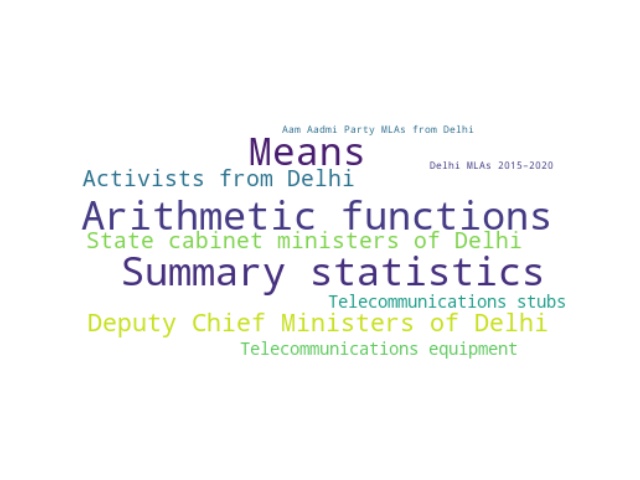 Aam Aadmi Party MLAs from Delhi
Means
Delhi MLAs 2015–2020
Activists from Delhi
Arithmetic functions
State cabinet ministers of Delhi
Summary statistics
Telecommunications stubs
Deputy Chief Ministers of Delhi
Telecommunications equipment